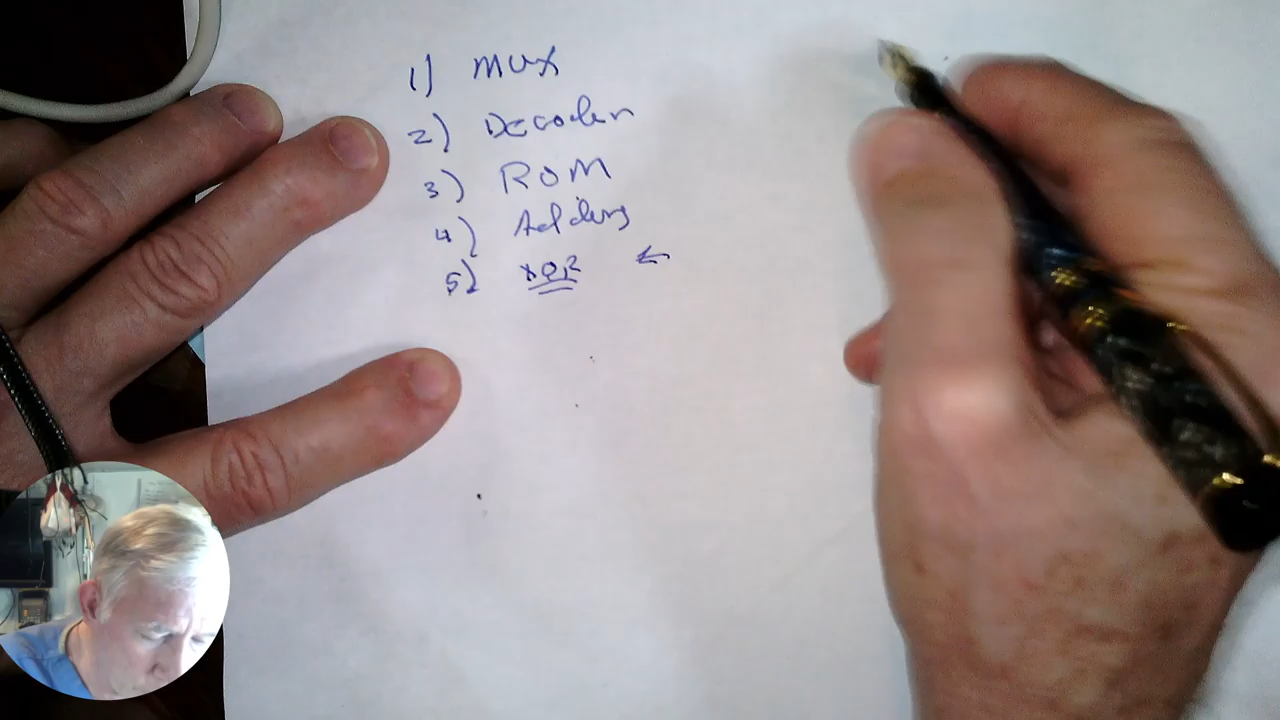 1) MUX
2) Decoder
3) ROM
4) Adders
5) XOR ←